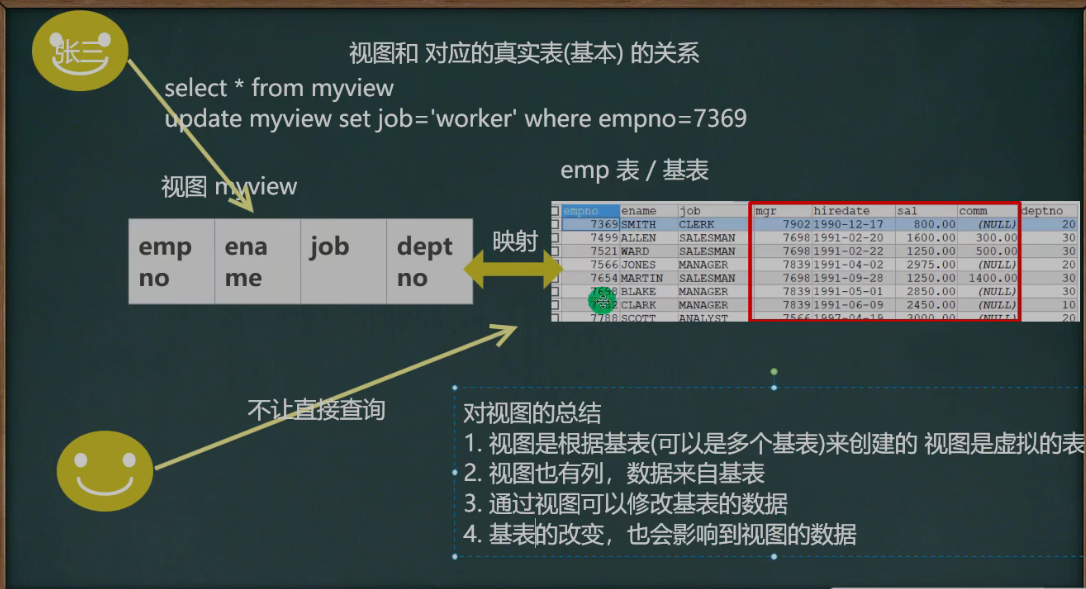 张三
视图和 对应的真实表(基本) 的关系
select * from myview
update myview set job='worker' where empno=7369
视图 myview
emp 表 / 基表
emp
no
ena
me
job
dept
no
映射
empno ename job mgr hiredate sal comm deptno
7369 SMITH CLERK 7902 1990-12-17 800.00 (NULL) 20
7499 ALLEN SALESMAN 7698 1991-02-20 1600.00 300.00 30
7521 WARD SALESMAN 7698 1991-02-22 1250.00 500.00 30
7566 JONES MANAGER 7839 1991-04-02 2975.00 (NULL) 20
7654 MARTIN SALESMAN 7698 1991-09-28 1250.00 1400.00 30
7698 BLAKE MANAGER 7839 1991-05-01 2850.00 (NULL) 30
CLARK MANAGER 7839 1991-06-09 2450.00 (NULL) 10
7788 SCOTT ANALYST 7566 1997-04-19 3000.00 (NULL) 20
不让直接查询
对视图的总结
1. 视图是根据基表(可以是多个基表)来创建的 视图是虚拟的表
2. 视图也有列，数据来自基表
3. 通过视图可以修改基表的数据
4. 基表的改变，也会影响到视图的数据